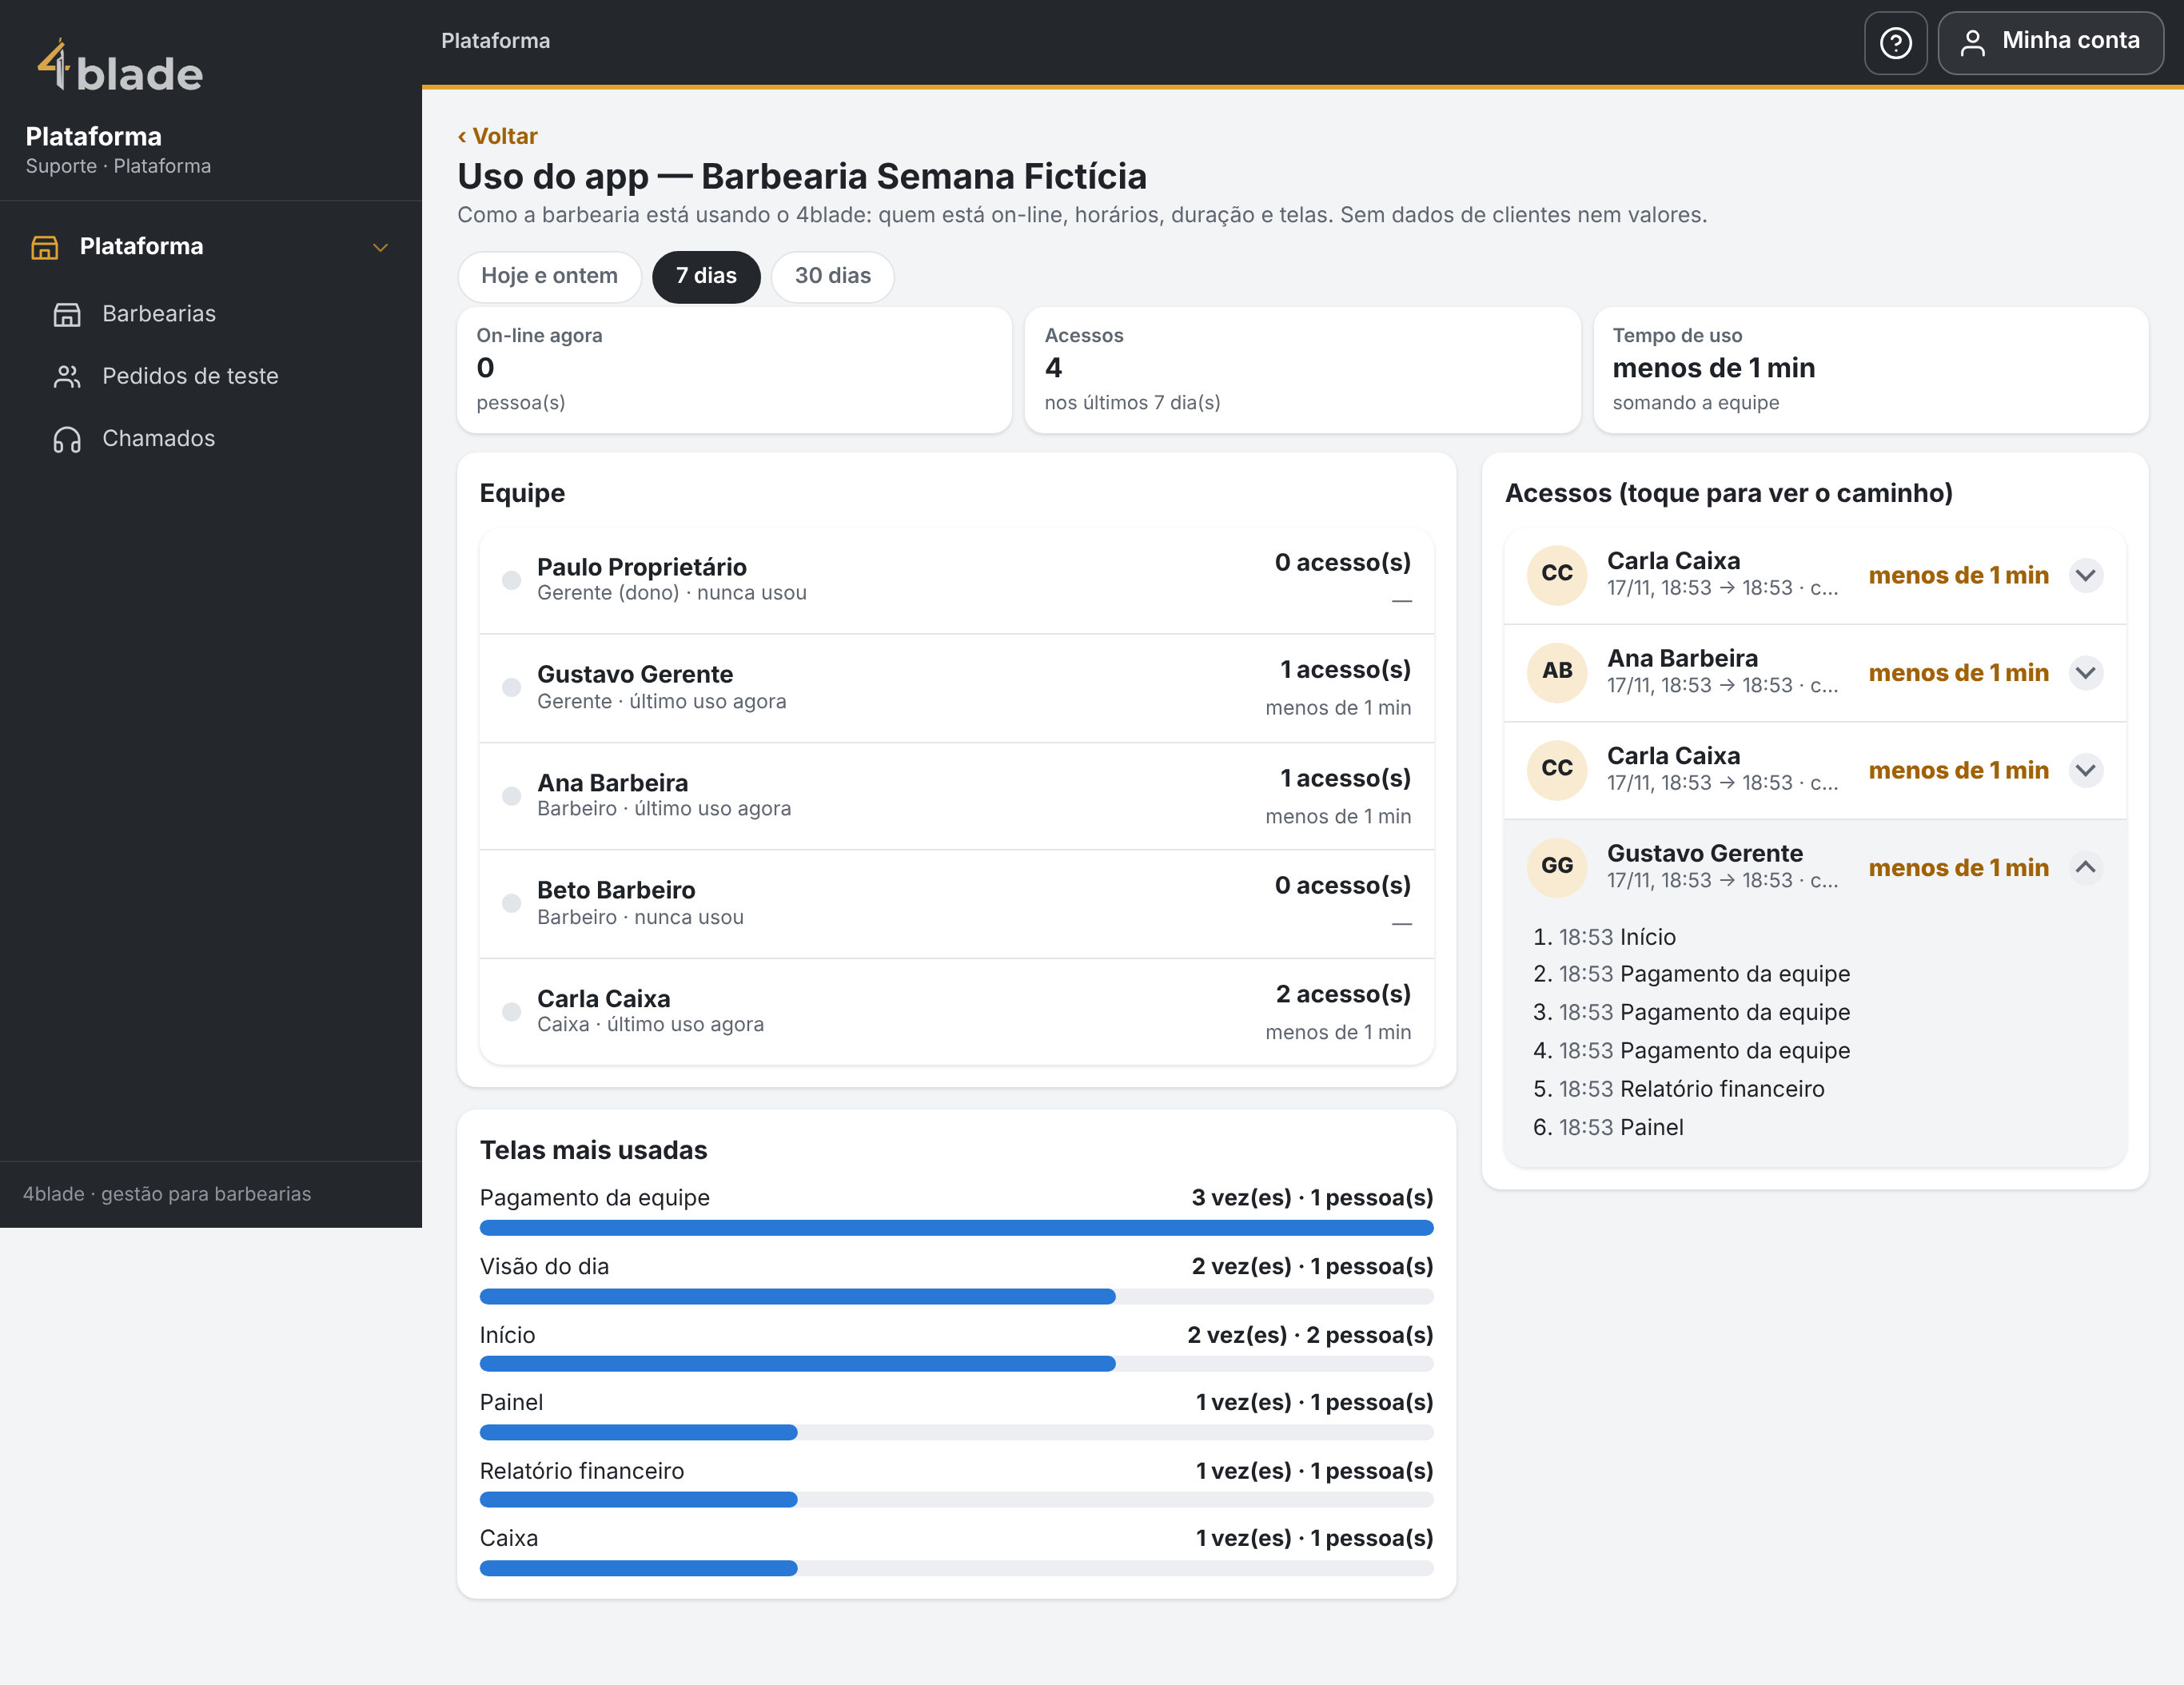 4blade
Plataforma
Suporte · Plataforma
Plataforma
Barbearias
Pedidos de teste
Chamados
4blade · gestão para barbearias
Plataforma
Minha conta
‹ Voltar
Uso do app — Barbearia Semana Fictícia
Como a barbearia está usando o 4blade: quem está on-line, horários, duração e telas. Sem dados de clientes nem valores.
Hoje e ontem
7 dias
30 dias
On-line agora
0
pessoa(s)
Acessos
4
nos últimos 7 dia(s)
Tempo de uso
menos de 1 min
somando a equipe
Equipe
Paulo Proprietário
Gerente (dono) · nunca usou
0 acesso(s)
—
Gustavo Gerente
Gerente · último uso agora
1 acesso(s)
menos de 1 min
Ana Barbeira
Barbeiro · último uso agora
1 acesso(s)
menos de 1 min
Beto Barbeiro
Barbeiro · nunca usou
0 acesso(s)
—
Carla Caixa
Caixa · último uso agora
2 acesso(s)
menos de 1 min
Telas mais usadas
Pagamento da equipe 3 vez(es) · 1 pessoa(s)
Visão do dia 2 vez(es) · 1 pessoa(s)
Início 2 vez(es) · 2 pessoa(s)
Painel 1 vez(es) · 1 pessoa(s)
Relatório financeiro 1 vez(es) · 1 pessoa(s)
Caixa 1 vez(es) · 1 pessoa(s)
Acessos (toque para ver o caminho)
CC
Carla Caixa
17/11, 18:53 → 18:53 · c...
menos de 1 min
AB
Ana Barbeira
17/11, 18:53 → 18:53 · c...
menos de 1 min
CC
Carla Caixa
17/11, 18:53 → 18:53 · c...
menos de 1 min
GG
Gustavo Gerente
17/11, 18:53 → 18:53 · c...
menos de 1 min
1. 18:53 Início
2. 18:53 Pagamento da equipe
3. 18:53 Pagamento da equipe
4. 18:53 Pagamento da equipe
5. 18:53 Relatório financeiro
6. 18:53 Painel